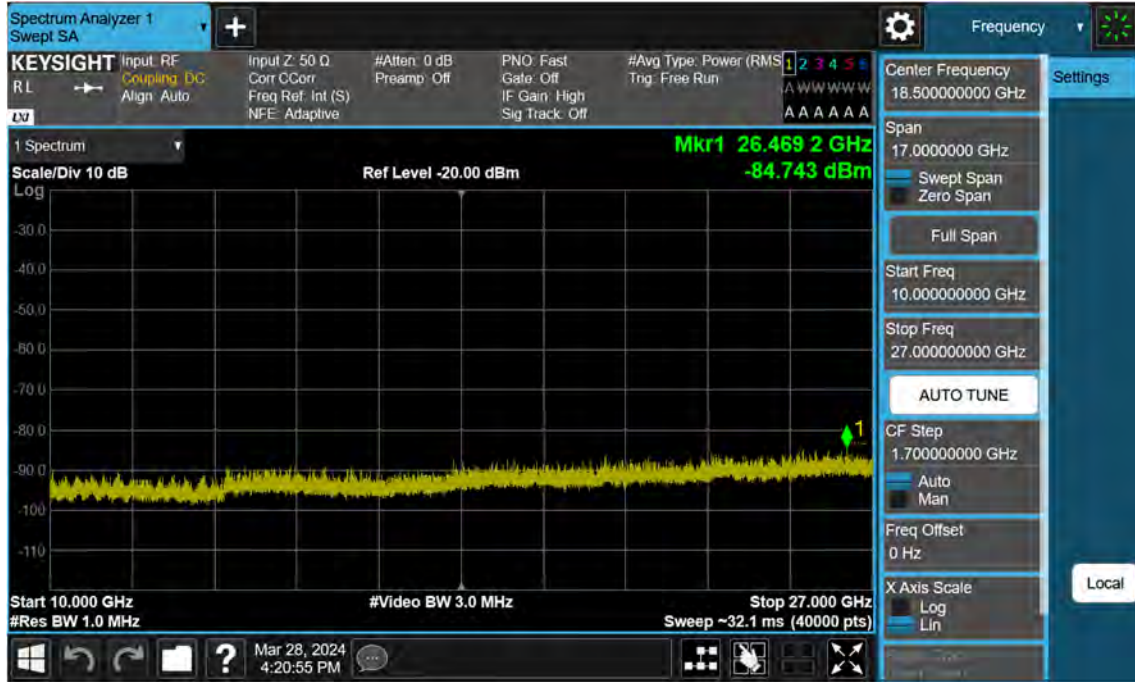 Spectrum Analyzer 1
Swept SA
Frequency
KEYSIGHT
RL
LXI
Input: RF
Coupling: DC
Align: Auto
Input Z: 50 Ω
Corr CCorr
Freq Ref: Int (S)
NFE: Adaptive
#Atten: 0 dB
Preamp: Off
PNO: Fast
Gate: Off
IF Gain: High
Sig Track: Off
#Avg Type: Power (RMS
Trig: Free Run
1 2 3 4 5 6
A W W W W W
A A A A A A
1 Spectrum
Scale/Div 10 dB
Ref Level -20.00 dBm
Mkr1 26.469 2 GHz
-84.743 dBm
Log
-30.0
-40.0
-50.0
-60.0
-70.0
-80.0
-90.0
-100
-110
1
Start 10.000 GHz
#Res BW 1.0 MHz
#Video BW 3.0 MHz
Stop 27.000 GHz
Sweep ~32.1 ms (40000 pts)
Mar 28, 2024
4:20:55 PM
Center Frequency
18.500000000 GHz
Span
17.0000000 GHz
Swept Span
Zero Span
Full Span
Start Freq
10.000000000 GHz
Stop Freq
27.000000000 GHz
AUTO TUNE
CF Step
1.700000000 GHz
Auto
Man
Freq Offset
0 Hz
X Axis Scale
Log
Lin
Settings
Local